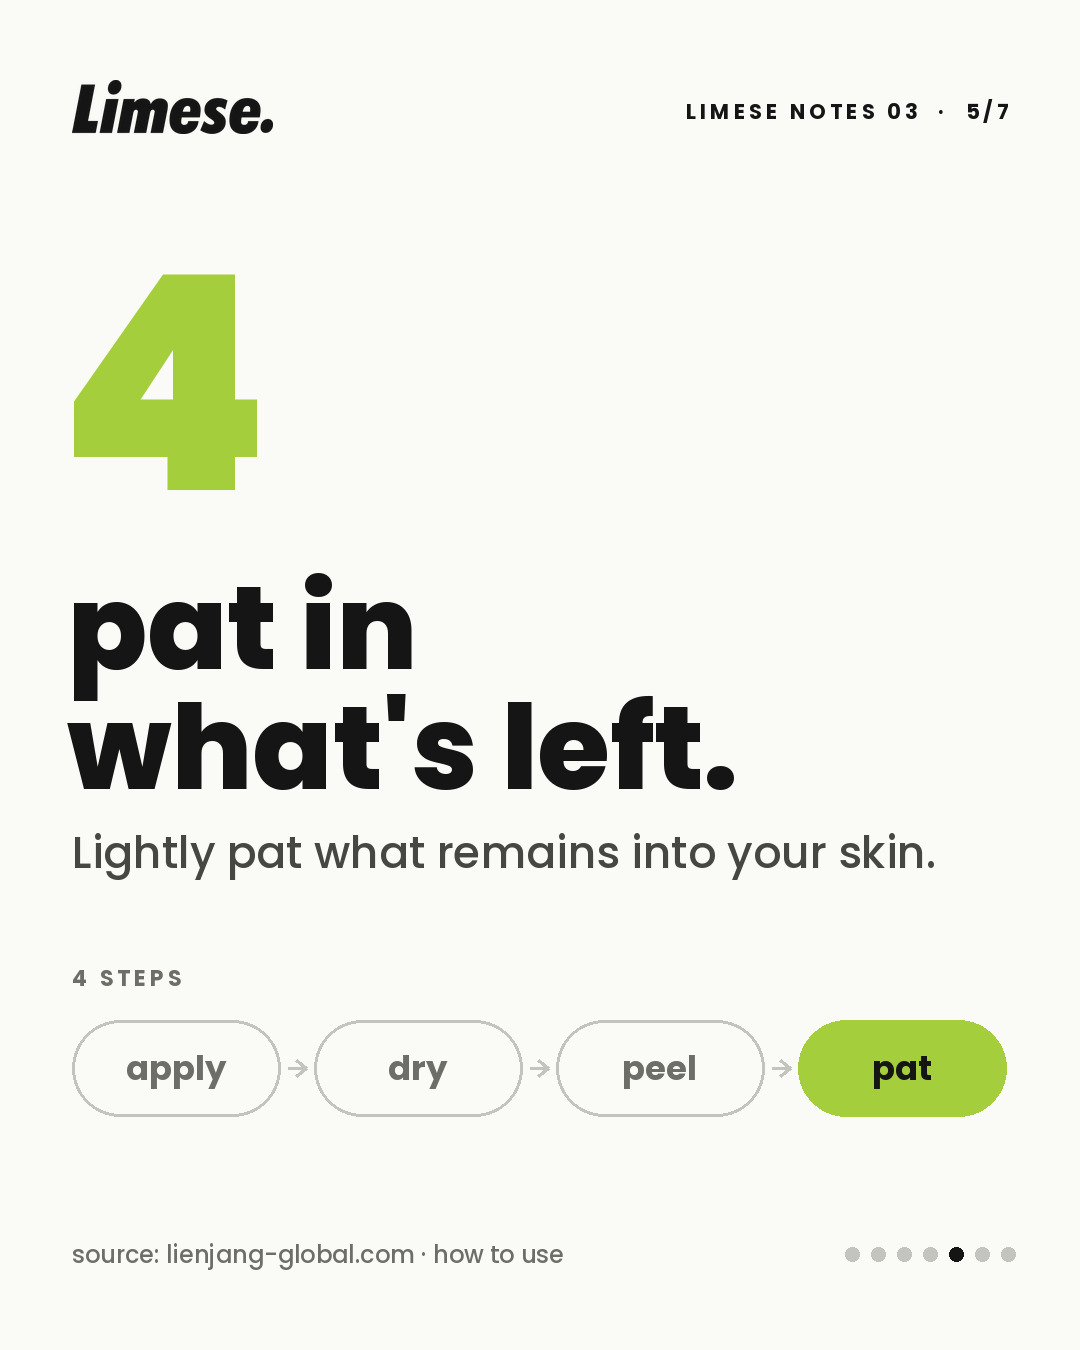 Limese.
LIMESE NOTES 03 · 5/7
4
pat in
what's left.
Lightly pat what remains into your skin.
4 STEPS
apply → dry → peel → pat
source: lienjang-global.com · how to use